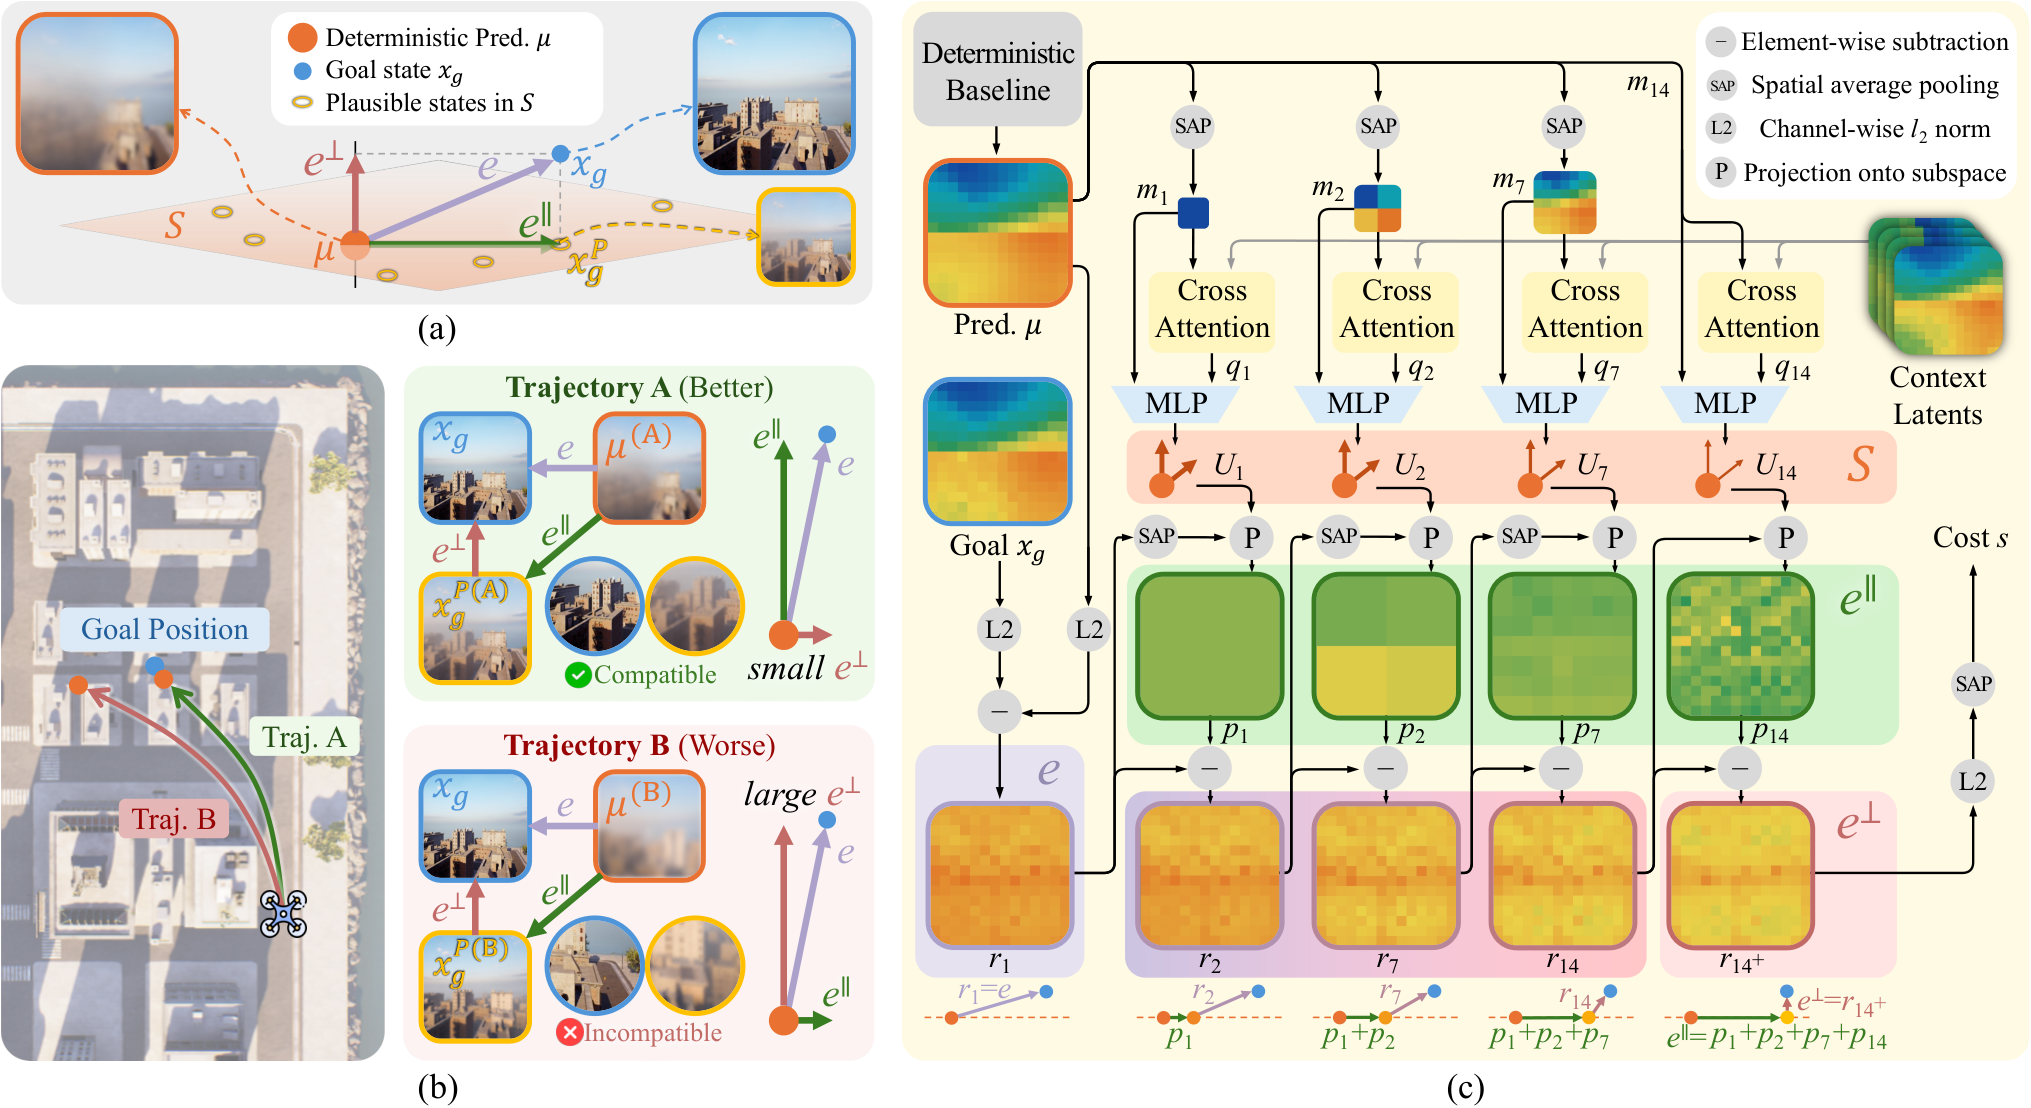 Deterministic Pred. μ
Goal state x_g
Plausible states in S
e^⊥
e
x_g
S
e^∥
μ
x_g^P
(a)
Goal Position
Traj. A
Traj. B
Trajectory A (Better)
x_g
e
μ^(A)
e^∥
e^⊥
x_g^P(A)
Compatible
e^∥
e
small e^⊥
Trajectory B (Worse)
x_g
e
μ^(B)
e^∥
e^⊥
x_g^P(B)
Incompatible
large e^⊥
e
e^∥
(b)
Deterministic
Baseline
− Element-wise subtraction
SAP Spatial average pooling
L2 Channel-wise l_2 norm
P Projection onto subspace
m_14
SAP SAP SAP
m_1 m_2 m_7
Pred. μ
Cross Attention
Cross Attention
Cross Attention
Cross Attention
q_1 q_2 q_7 q_14
MLP MLP MLP MLP
Context
Latents
U_1 U_2 U_7 U_14 S
Goal x_g
SAP P SAP P SAP P P
Cost s
L2 L2
−
e^∥
SAP
p_1 p_2 p_7 p_14
− − − −
L2
e
e^⊥
r_1 r_2 r_7 r_14 r_14+
r_1=e
r_2
p_1
r_7
p_1+p_2
r_14
p_1+p_2+p_7
e^⊥=r_14+
e^∥=p_1+p_2+p_7+p_14
(c)